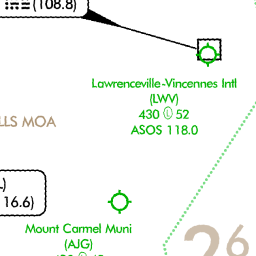 (108.8)
Lawrenceville-Vincennes Intl
(LWV)
430 Ⓛ 52
ASOS 118.0
LLS MOA
L)
16.6)
Mount Carmel Muni
(AJG)
26